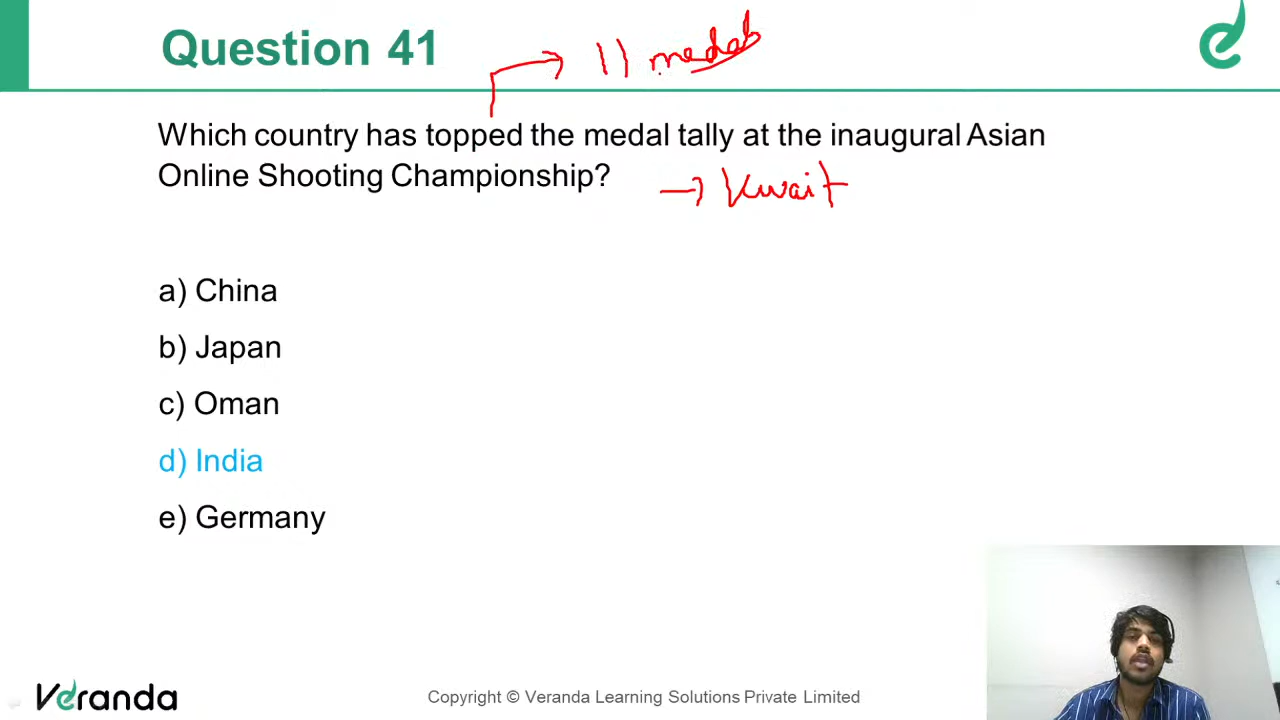 Question 41
11 medals
Which country has topped the medal tally at the inaugural Asian
Online Shooting Championship?
Kwait
a) China
b) Japan
c) Oman
d) India
e) Germany
Veranda
Copyright © Veranda Learning Solutions Private Limited